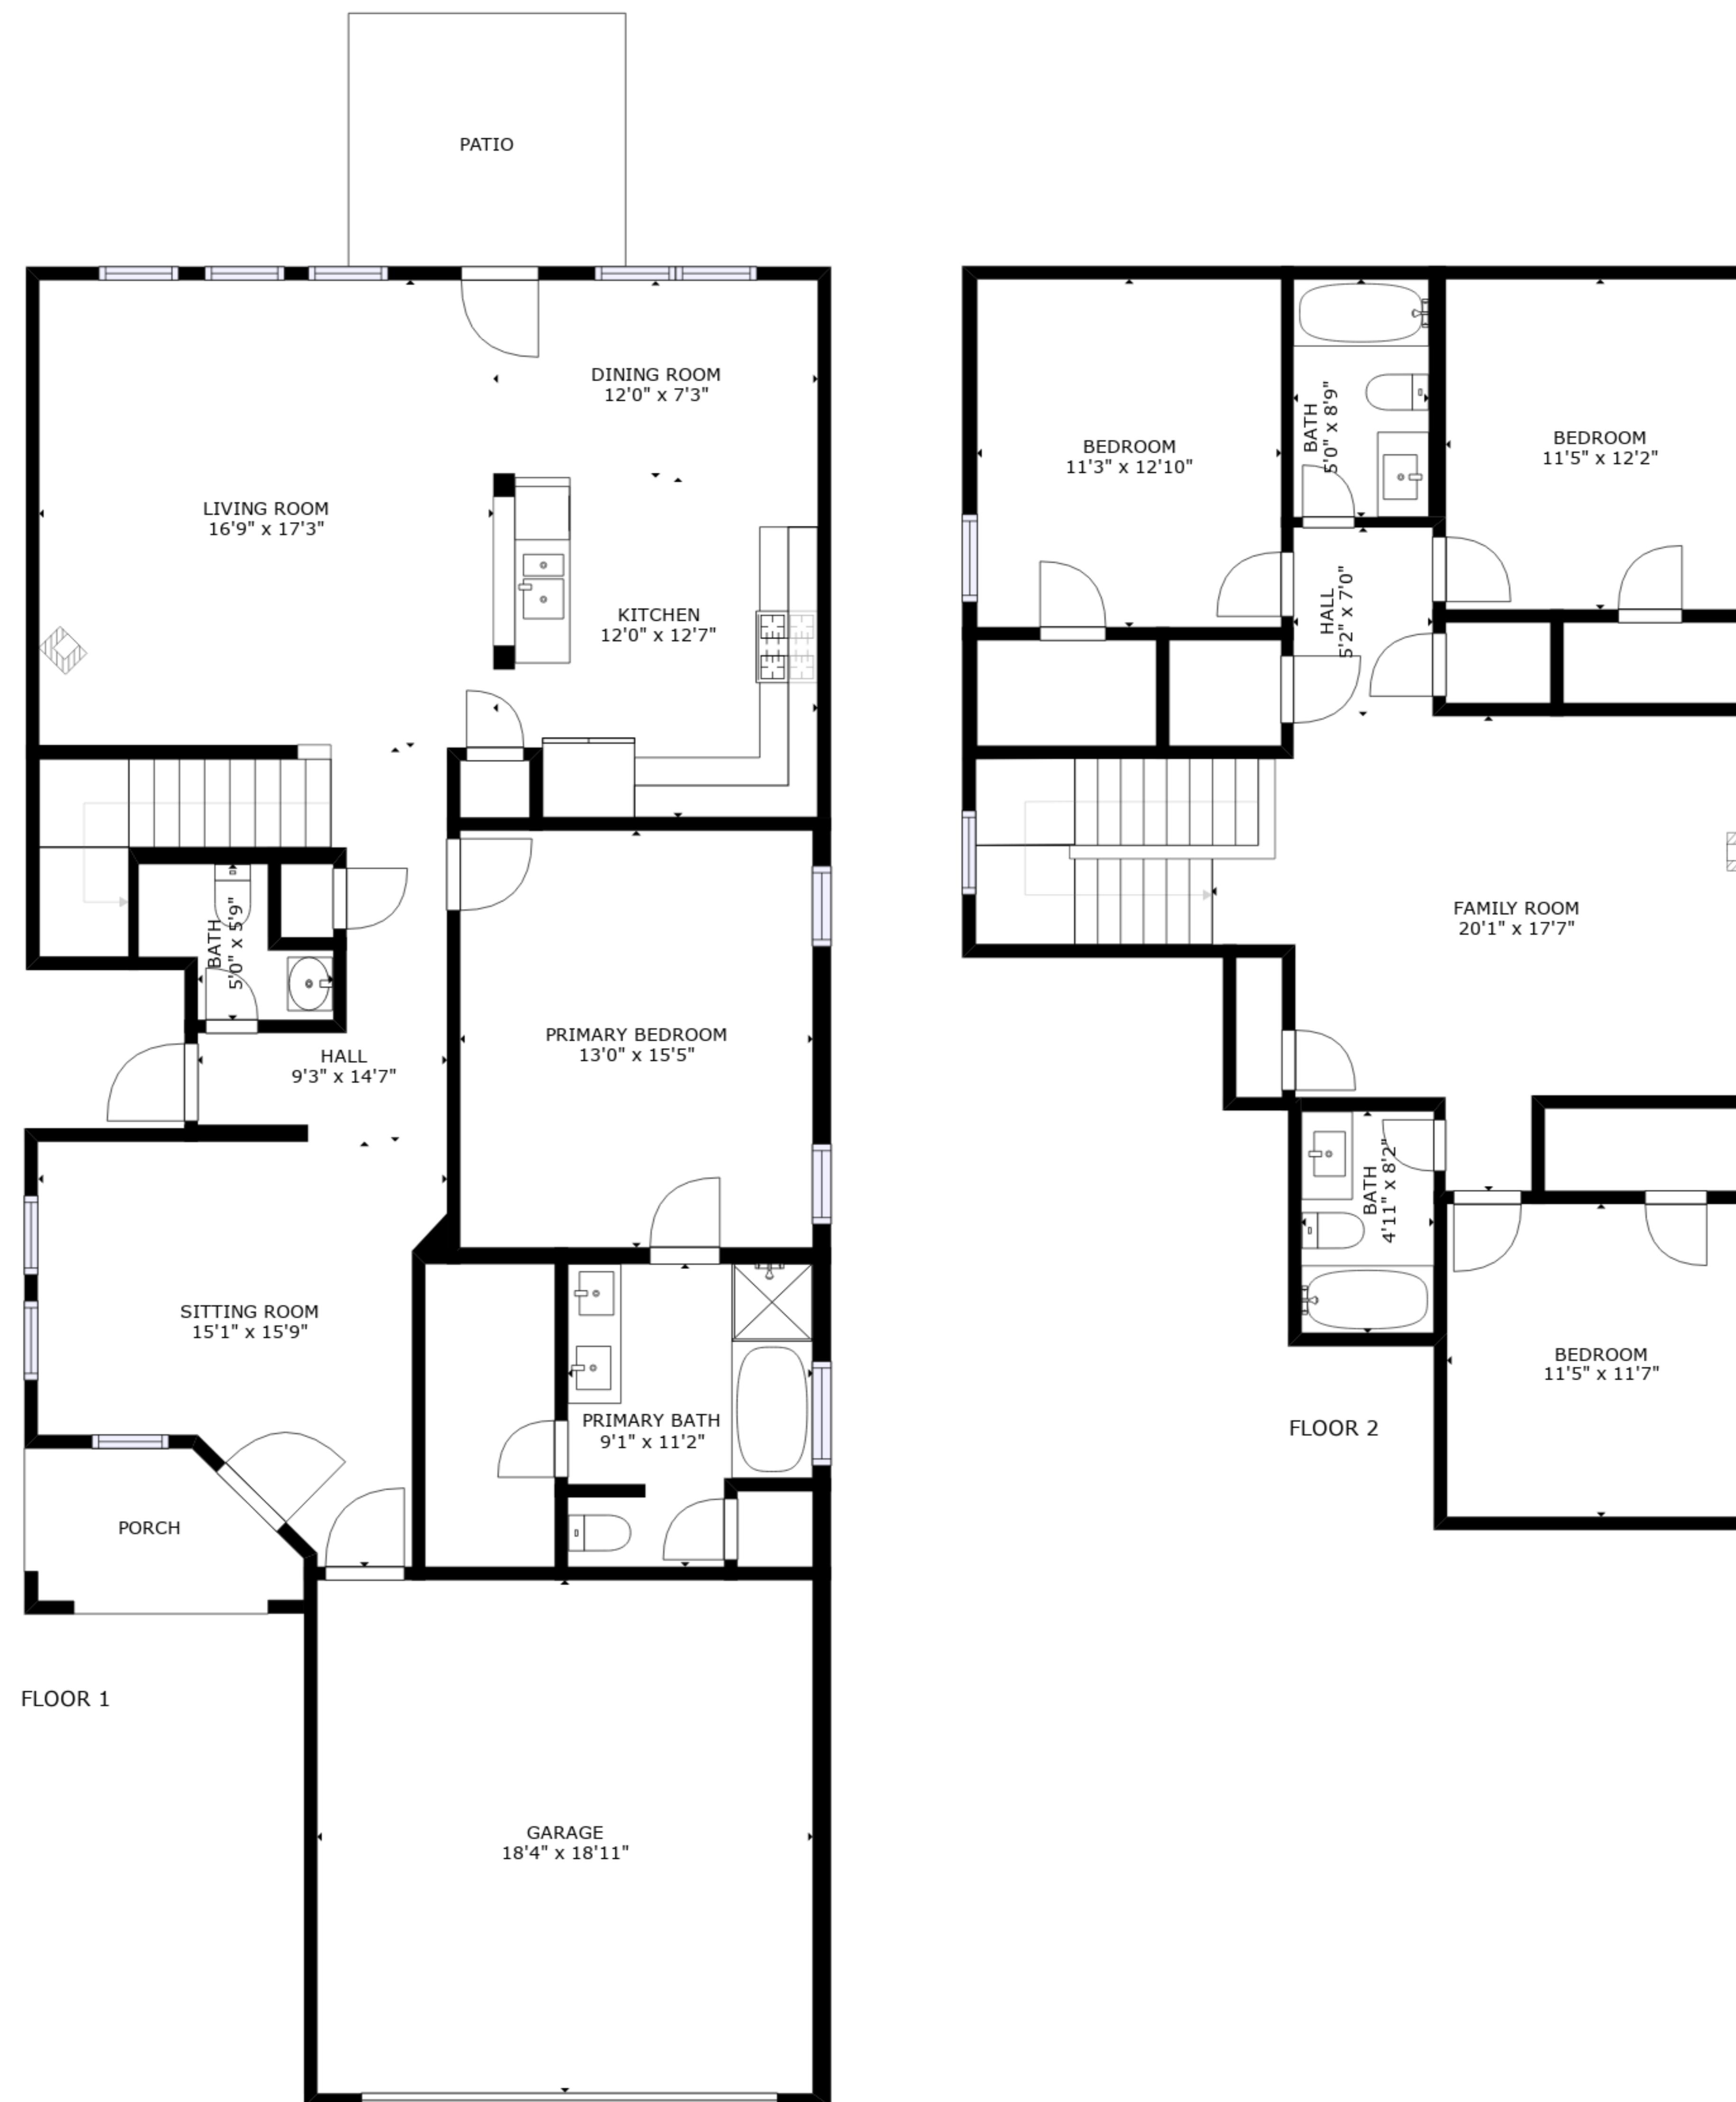 PATIO
DINING ROOM
12'0" x 7'3"
LIVING ROOM
16'9" x 17'3"
KITCHEN
12'0" x 12'7"
BATH
5'0" x 5'9"
HALL
9'3" x 14'7"
PRIMARY BEDROOM
13'0" x 15'5"
SITTING ROOM
15'1" x 15'9"
PRIMARY BATH
9'1" x 11'2"
PORCH
FLOOR 1
GARAGE
18'4" x 18'11"
BEDROOM
11'3" x 12'10"
BATH
5'0" x 8'9"
BEDROOM
11'5" x 12'2"
HALL
5'2" x 7'0"
FAMILY ROOM
20'1" x 17'7"
BATH
4'11" x 8'2"
BEDROOM
11'5" x 11'7"
FLOOR 2